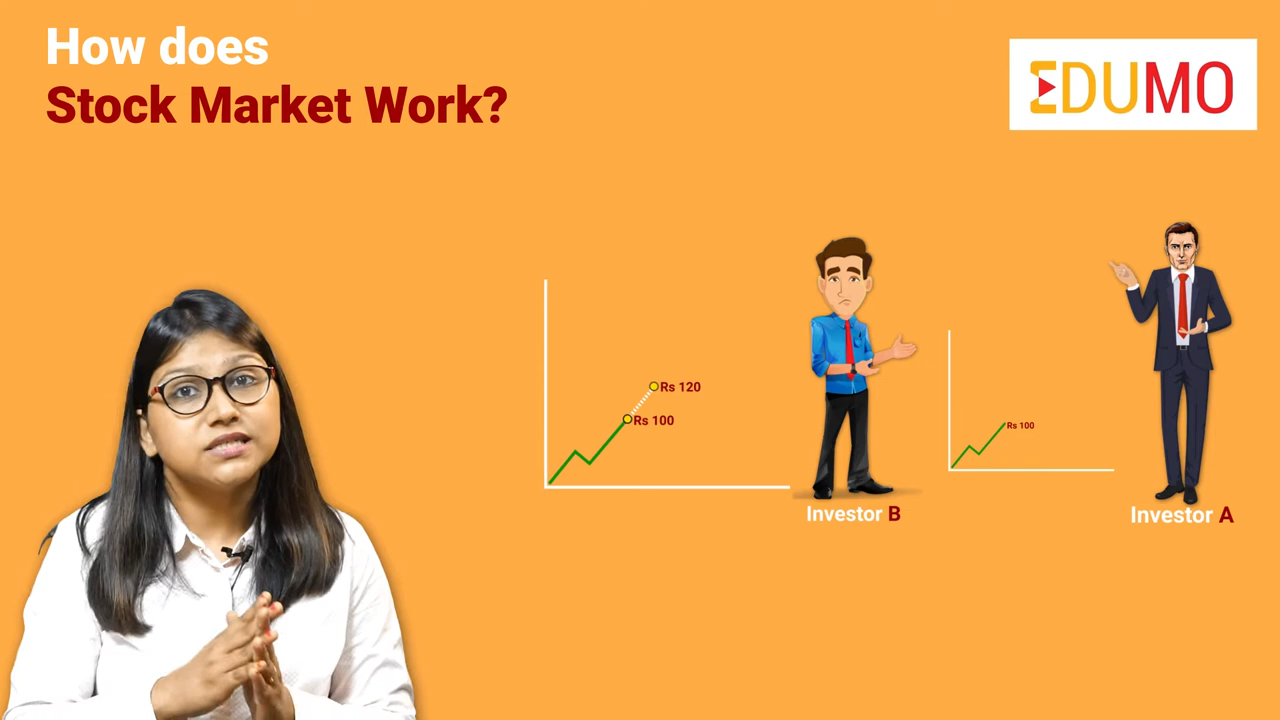 How does
Stock Market Work?
EDUMO
Rs 120
Rs 100
Rs 100
Investor B
Investor A